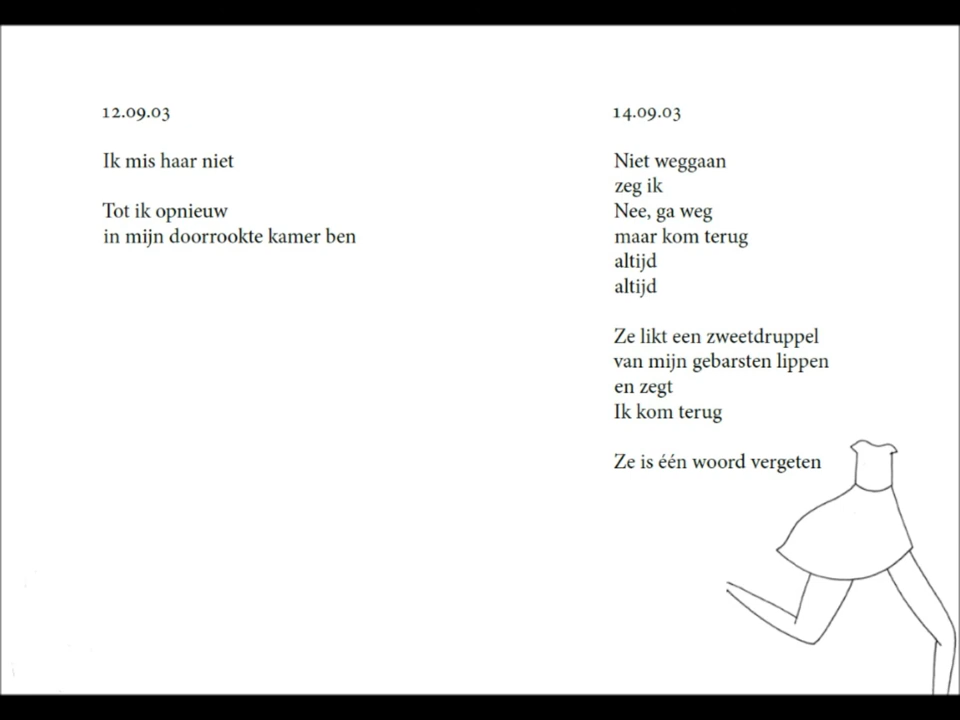 12.09.03
Ik mis haar niet
Tot ik opnieuw
in mijn doorrookte kamer ben
14.09.03
Niet weggaan
zeg ik
Nee, ga weg
maar kom terug
altijd
altijd
Ze likt een zweetdruppel
van mijn gebarsten lippen
en zegt
Ik kom terug
Ze is één woord vergeten